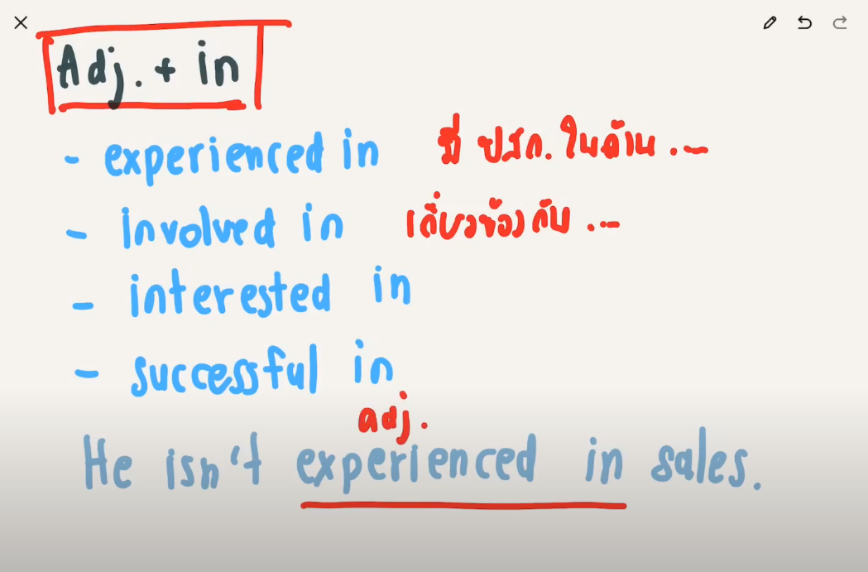 Adj. + in
- experienced in มี ปสก. ในด้าน ...
- involved in เกี่ยวข้อง กับ ...
- interested in
- successful in
adj.
He isn't experienced in sales.